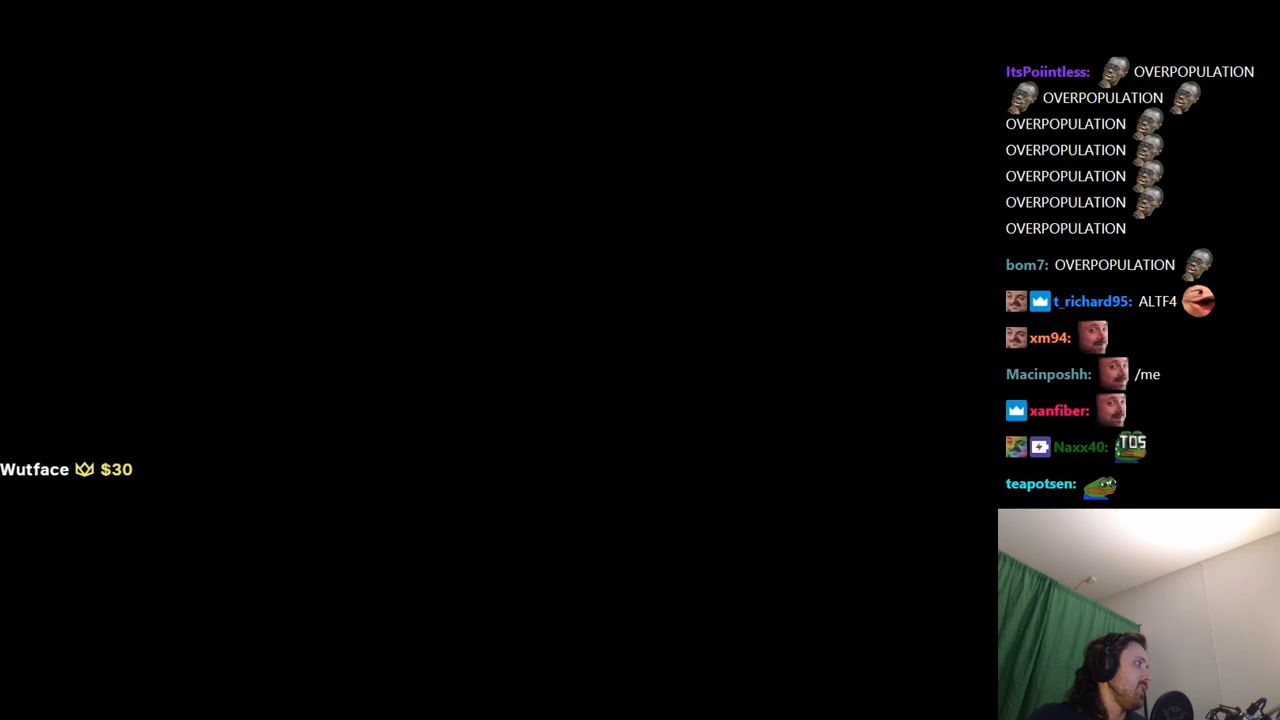 ItsPoiintless: OVERPOPULATION
OVERPOPULATION
OVERPOPULATION
OVERPOPULATION
OVERPOPULATION
OVERPOPULATION
OVERPOPULATION
bom7: OVERPOPULATION
t_richard95: ALTF4
xm94:
Macinposhh: /me
xanfiber:
Naxx40: TOS
teapotsen:
Wutface $30